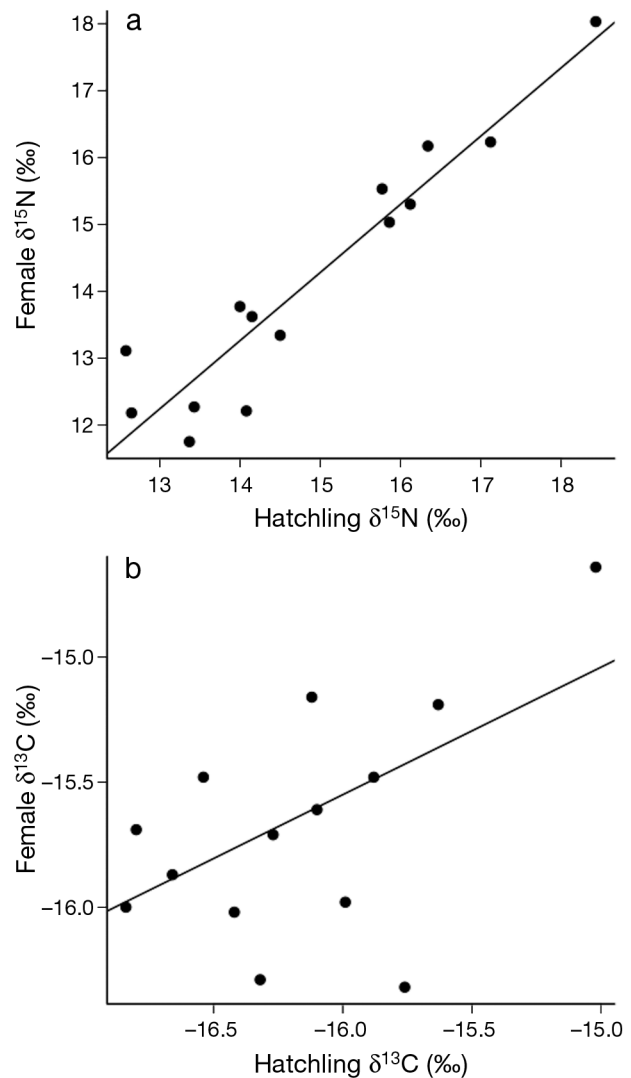 a
18
17
16
15
14
13
12
Female δ¹⁵N (‰)
13 14 15 16 17 18
Hatchling δ¹⁵N (‰)
b
−15.0
−15.5
−16.0
Female δ¹³C (‰)
−16.5 −16.0 −15.5 −15.0
Hatchling δ¹³C (‰)